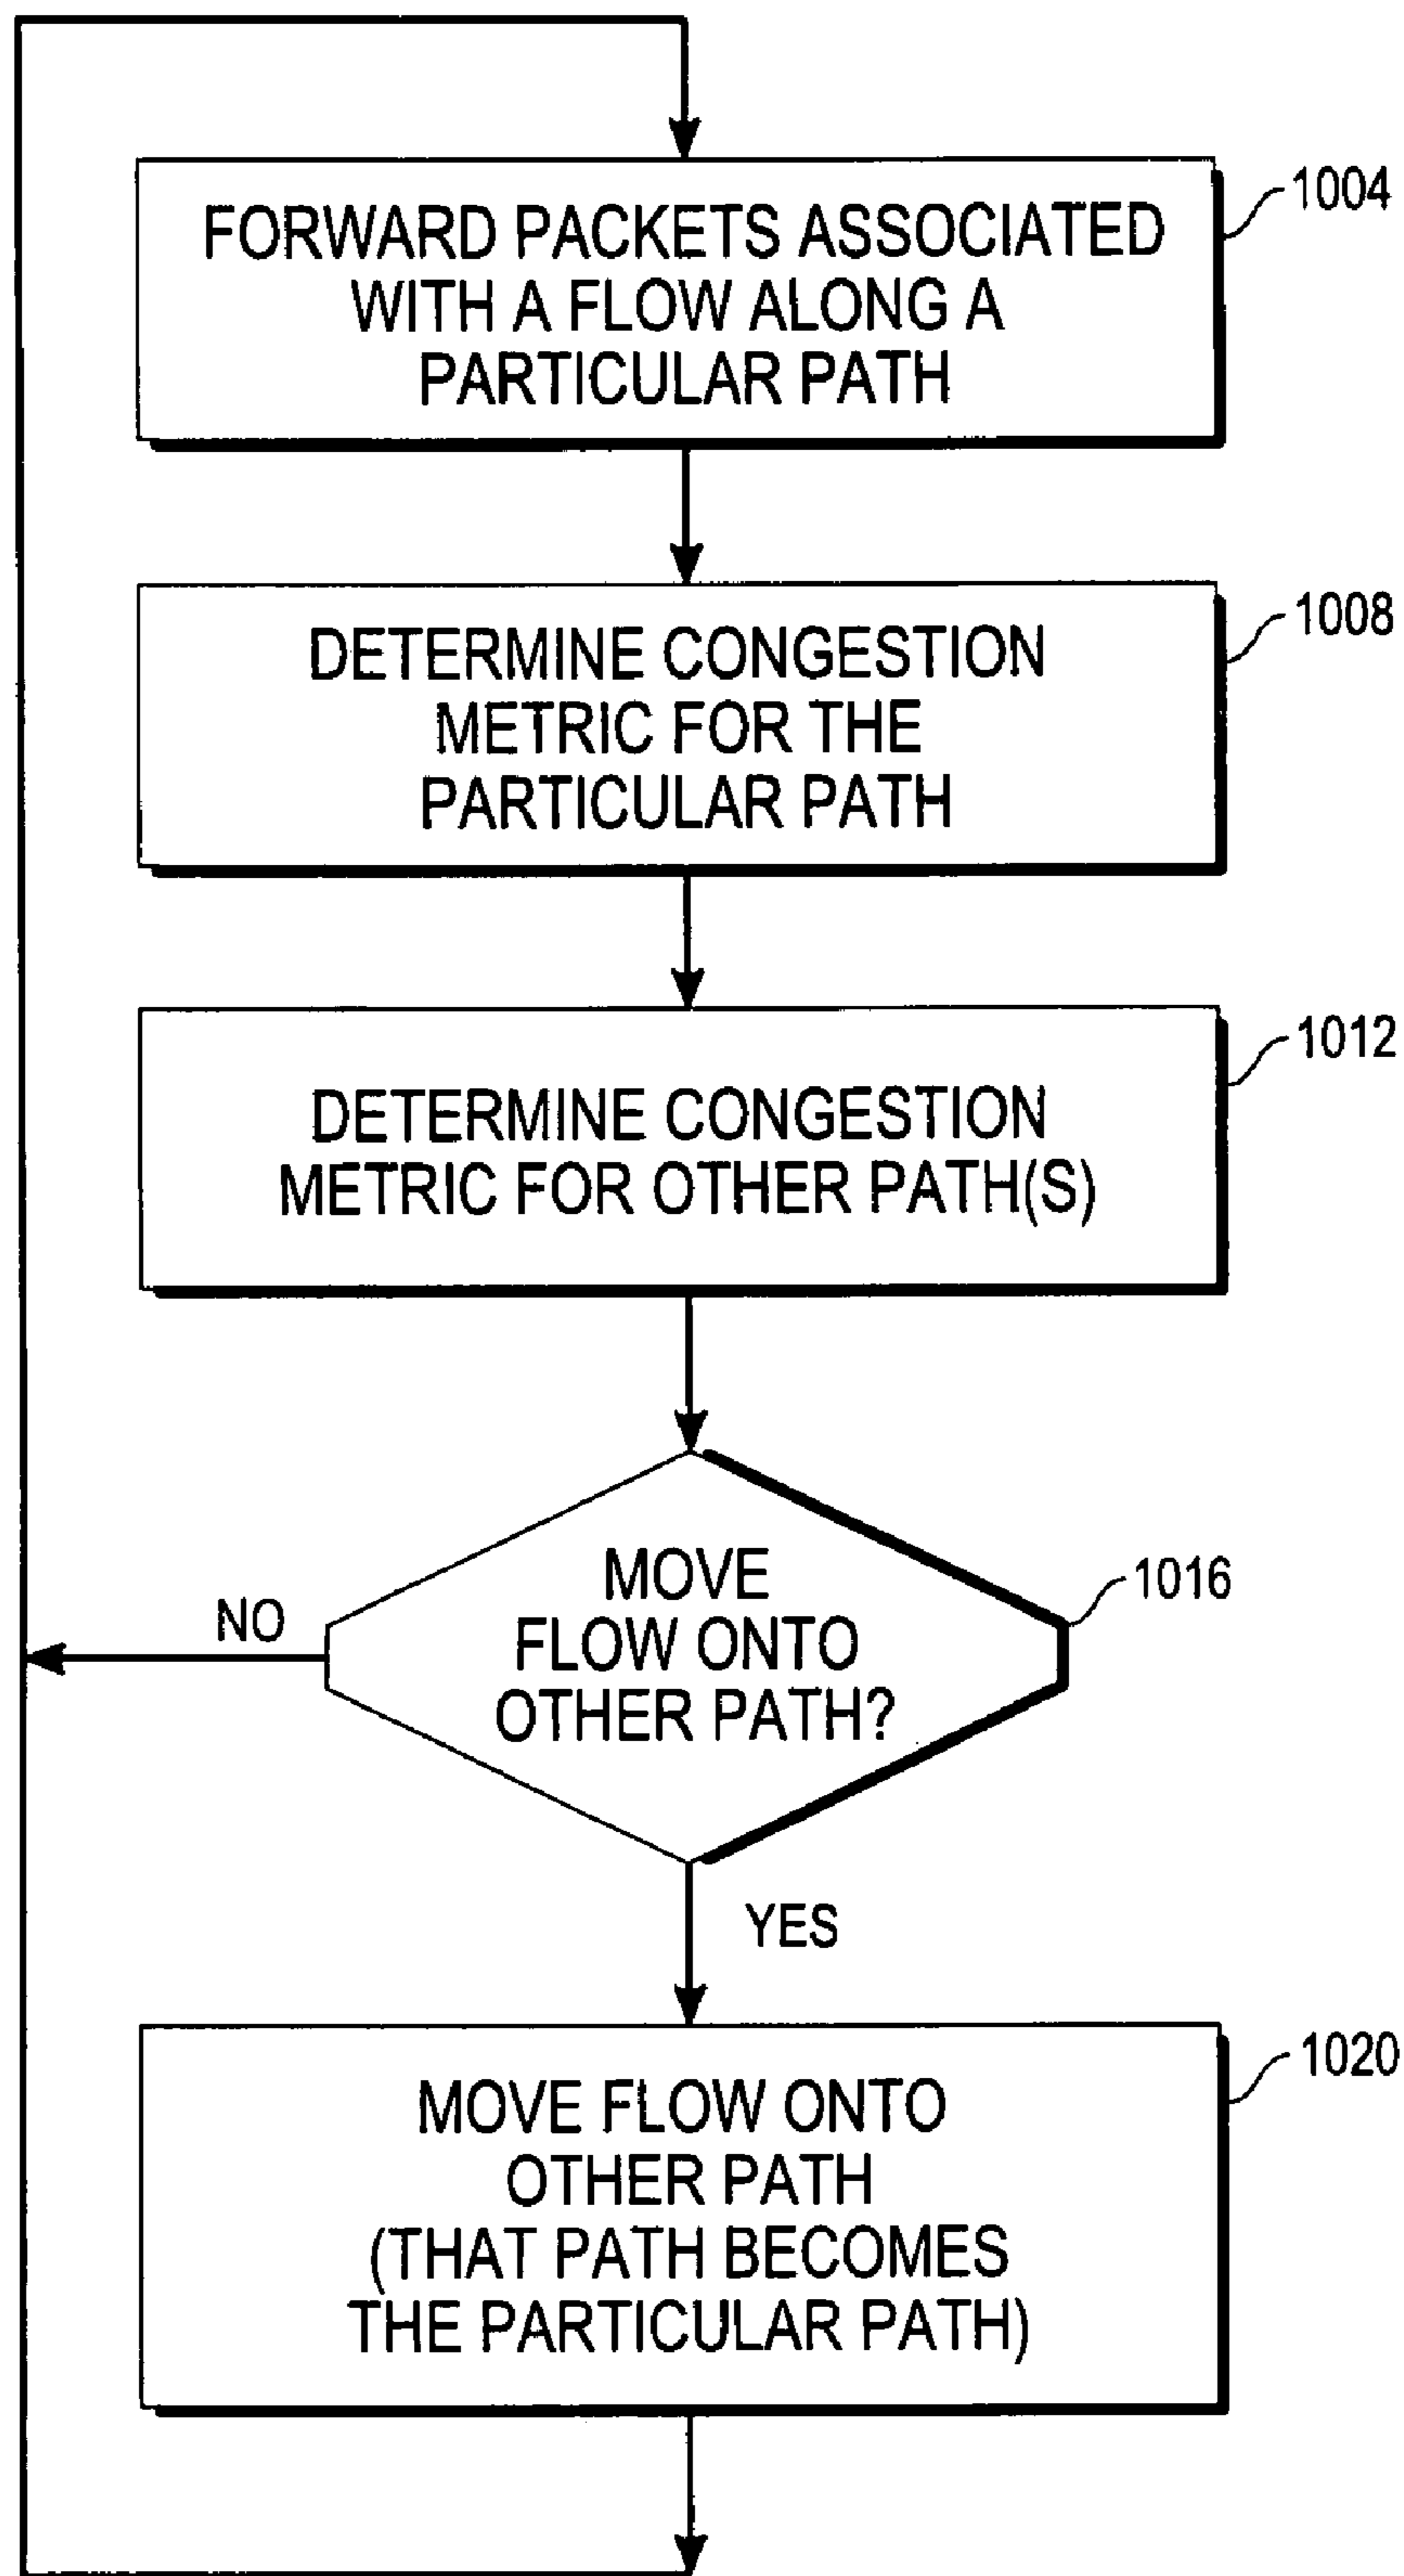 FORWARD PACKETS ASSOCIATED
WITH A FLOW ALONG A
PARTICULAR PATH
1004
DETERMINE CONGESTION
METRIC FOR THE
PARTICULAR PATH
1008
DETERMINE CONGESTION
METRIC FOR OTHER PATH(S)
1012
MOVE
FLOW ONTO
OTHER PATH?
1016
NO
YES
MOVE FLOW ONTO
OTHER PATH
(THAT PATH BECOMES
THE PARTICULAR PATH)
1020